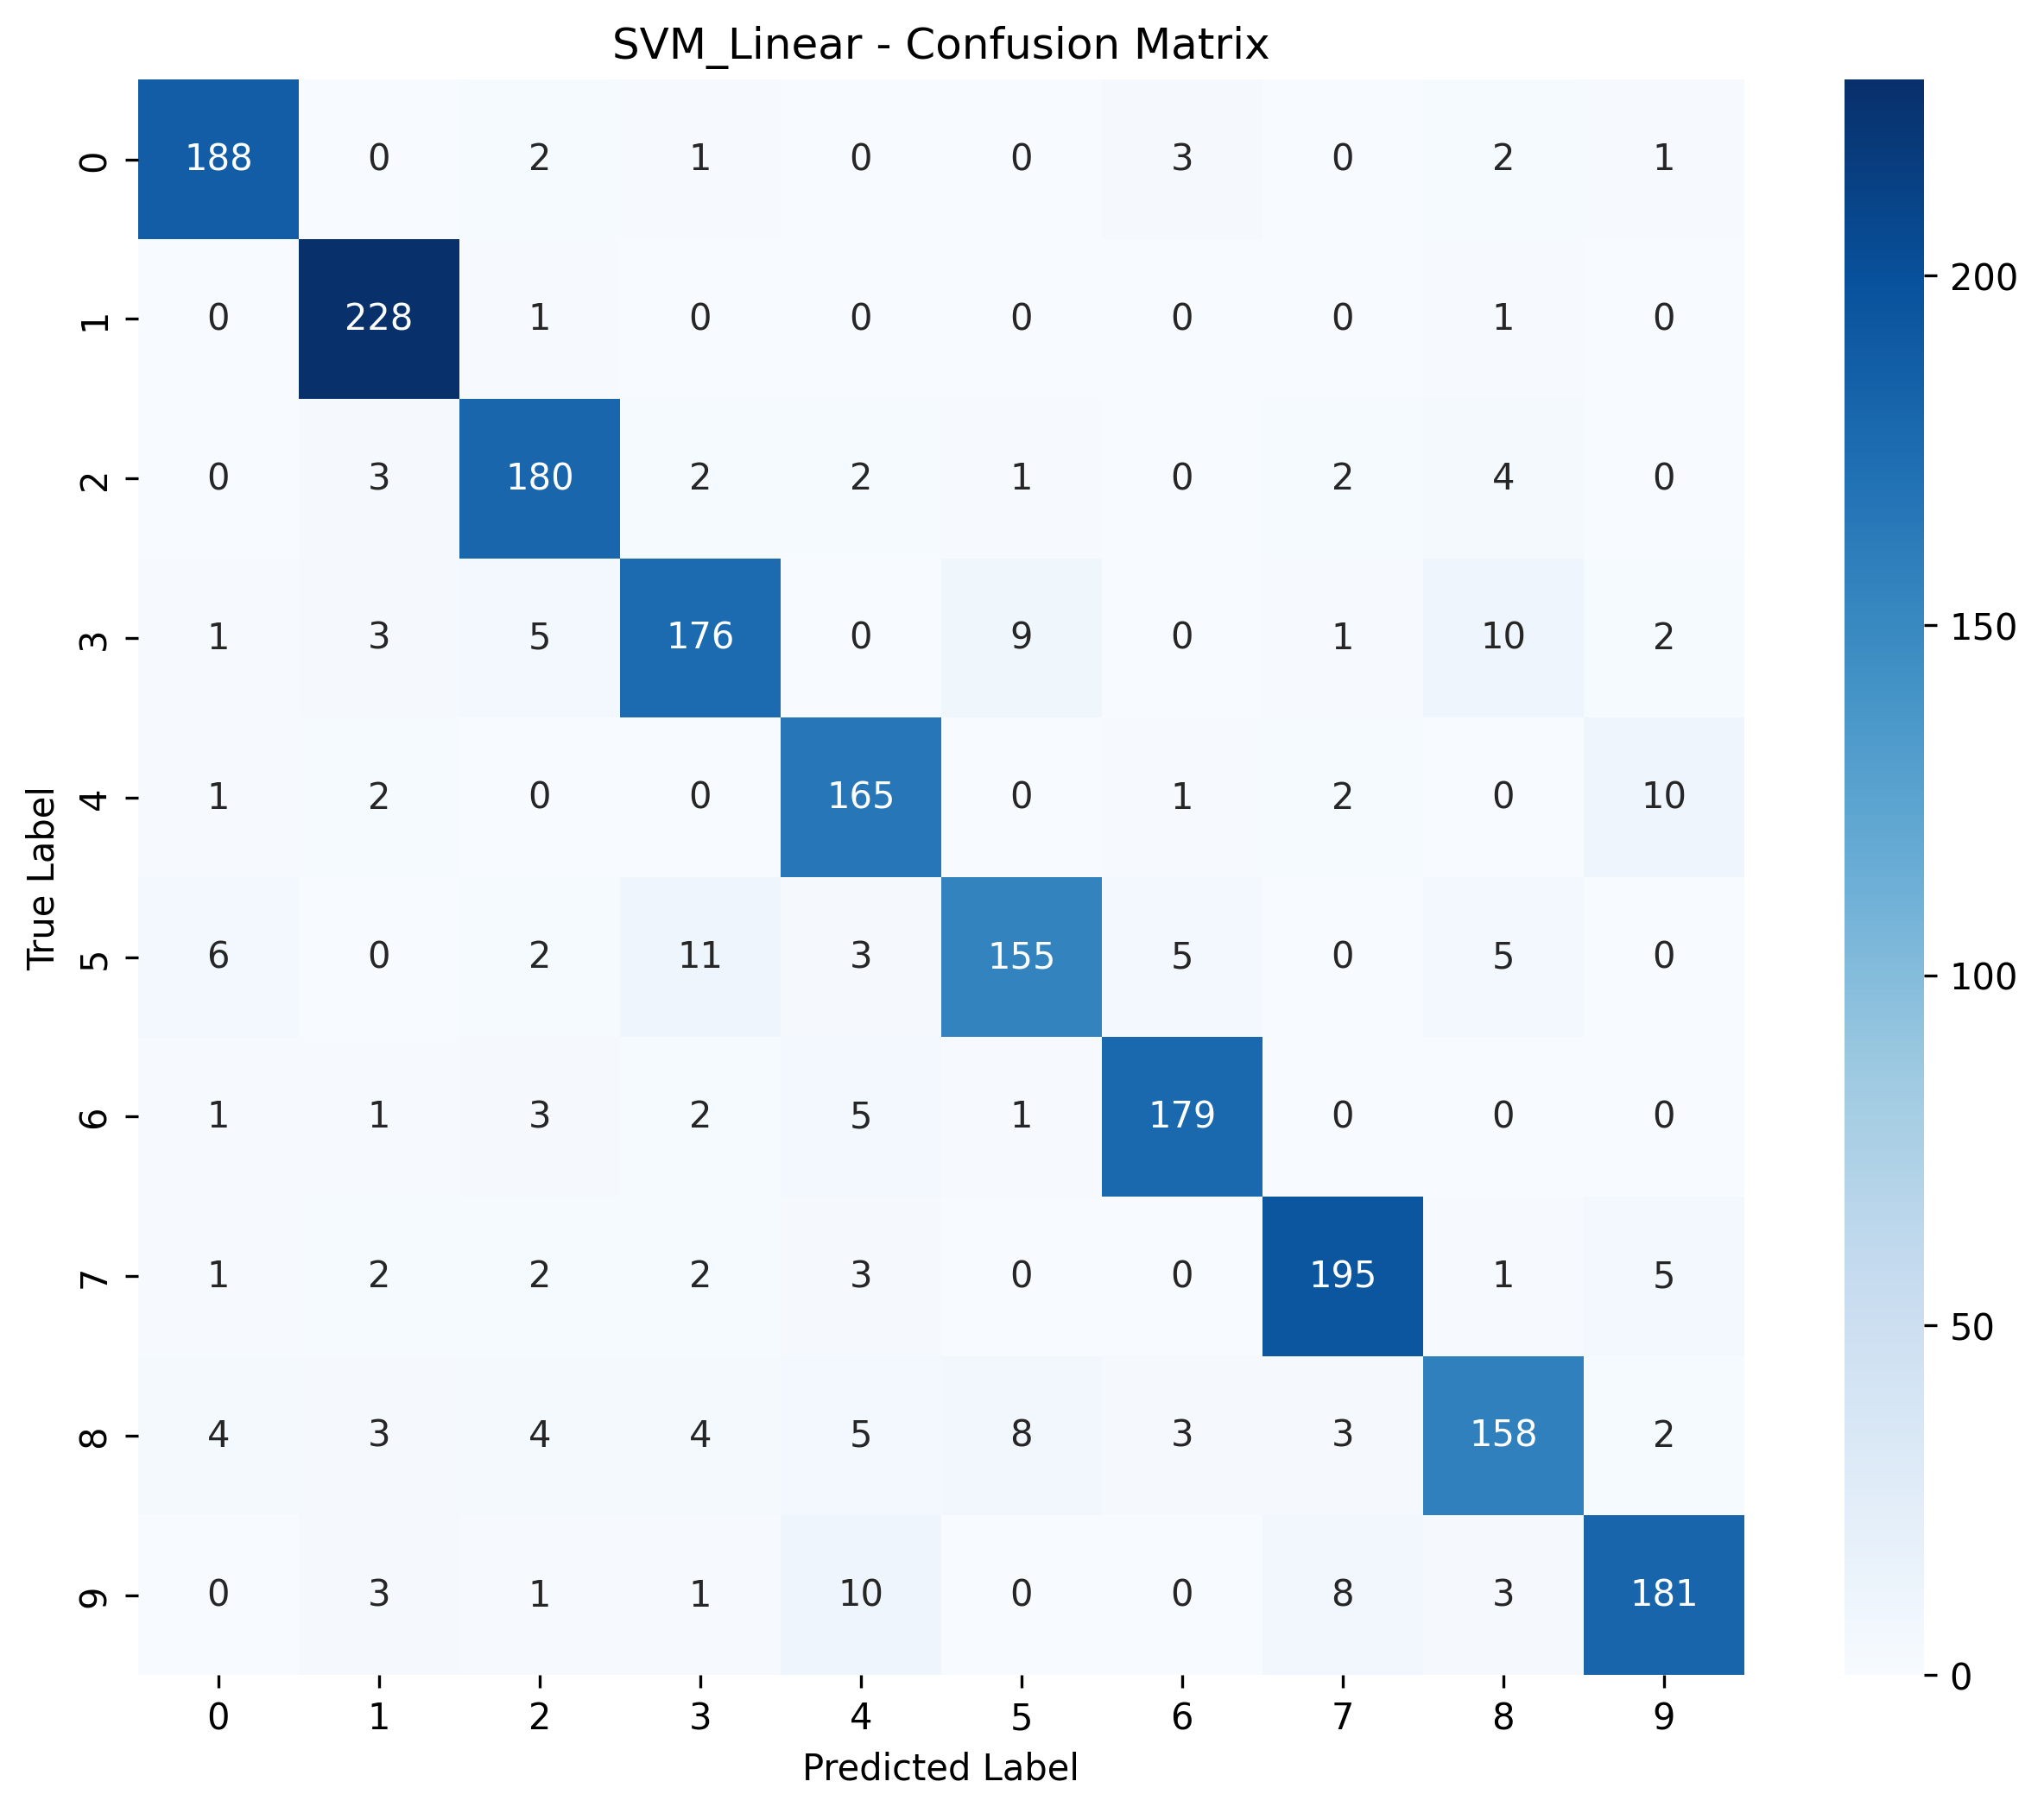 SVM_Linear - Confusion Matrix
0 188 0 2 1 0 0 3 0 2 1
1 0 228 1 0 0 0 0 0 1 0
2 0 3 180 2 2 1 0 2 4 0
3 1 3 5 176 0 9 0 1 10 2
4 1 2 0 0 165 0 1 2 0 10
5 6 0 2 11 3 155 5 0 5 0
6 1 1 3 2 5 1 179 0 0 0
7 1 2 2 2 3 0 0 195 1 5
8 4 3 4 4 5 8 3 3 158 2
9 0 3 1 1 10 0 0 8 3 181
0 1 2 3 4 5 6 7 8 9
Predicted Label
True Label
200
150
100
50
0